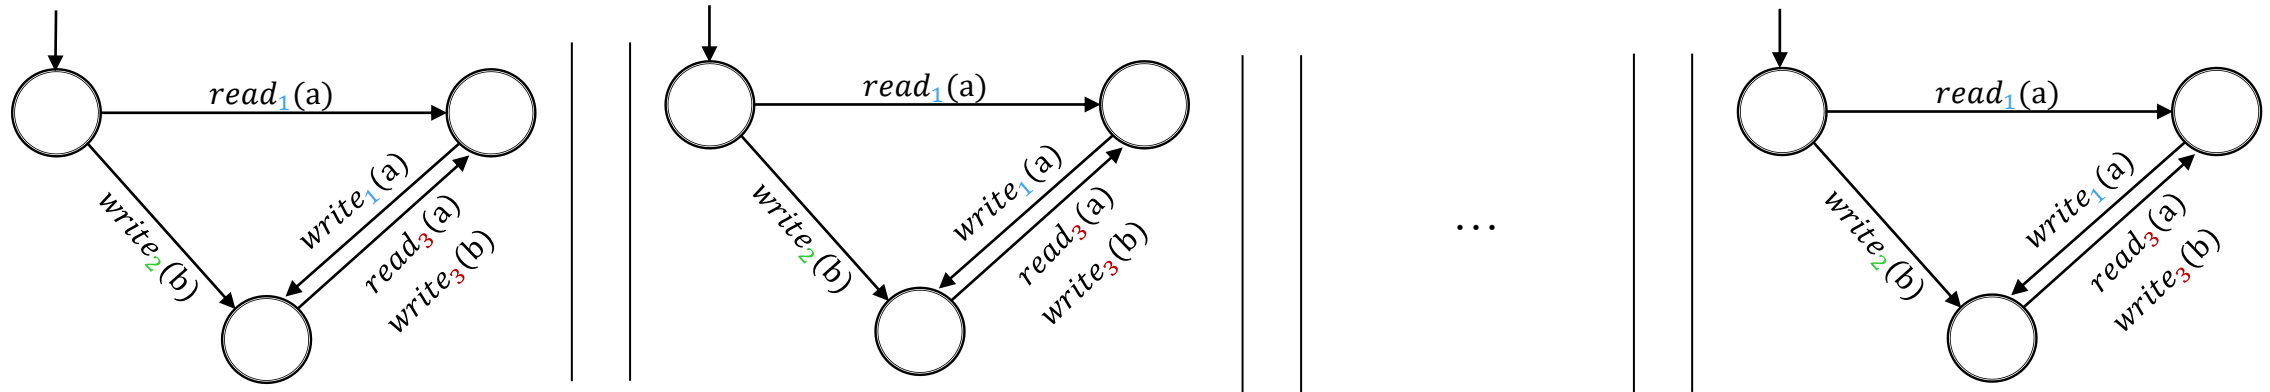 read₁(a)
write₁(a)
write₂(b)
read₃(a)
write₃(b)
read₁(a)
write₁(a)
write₂(b)
read₃(a)
write₃(b)
...
read₁(a)
write₁(a)
write₂(b)
read₃(a)
write₃(b)